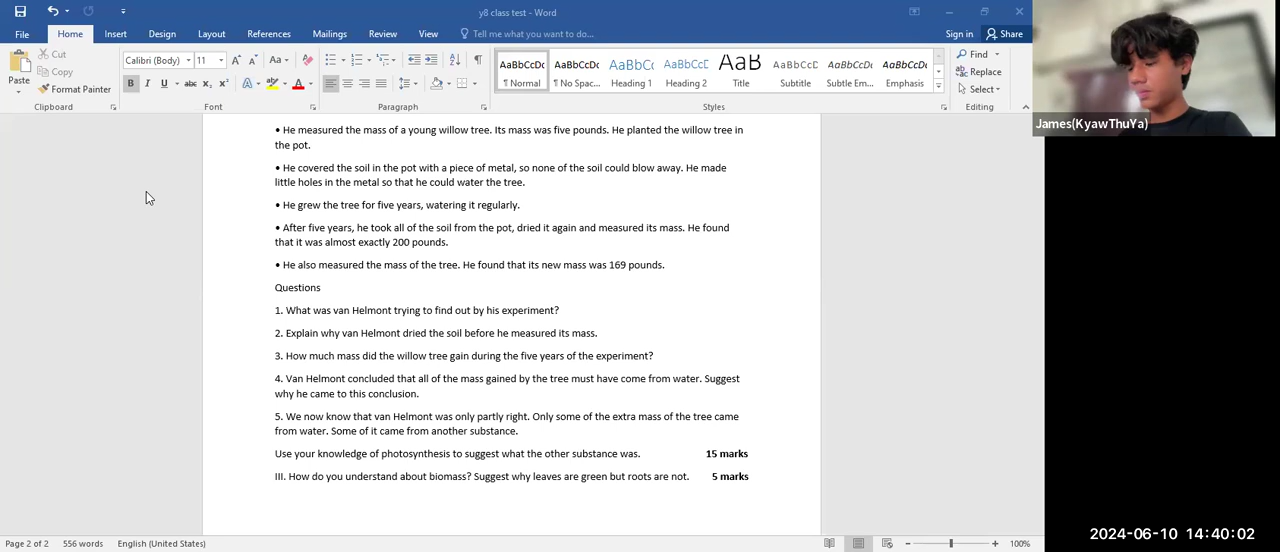 y8 class test - Word
File
Home
Insert
Design
Layout
References
Mailings
Review
View
Tell me what you want to do...
Sign in
Share
Paste
Cut
Copy
Format Painter
Clipboard
Calibri (Body)
11
Font
Paragraph
AaBbCcDc
¶ Normal
AaBbCcDc
¶ No Spac...
AaBbCc
Heading 1
AaBbCcC
Heading 2
AaB
Title
AaBbCcC
Subtitle
AaBbCcDc
Subtle Em...
AaBbCcDc
Emphasis
Styles
Find
Replace
Select
Editing
James(KyawThuYa)
• He measured the mass of a young willow tree. Its mass was five pounds. He planted the willow tree in
the pot.
• He covered the soil in the pot with a piece of metal, so none of the soil could blow away. He made
little holes in the metal so that he could water the tree.
• He grew the tree for five years, watering it regularly.
• After five years, he took all of the soil from the pot, dried it again and measured its mass. He found
that it was almost exactly 200 pounds.
• He also measured the mass of the tree. He found that its new mass was 169 pounds.
Questions
1. What was van Helmont trying to find out by his experiment?
2. Explain why van Helmont dried the soil before he measured its mass.
3. How much mass did the willow tree gain during the five years of the experiment?
4. Van Helmont concluded that all of the mass gained by the tree must have come from water. Suggest
why he came to this conclusion.
5. We now know that van Helmont was only partly right. Only some of the extra mass of the tree came
from water. Some of it came from another substance.
Use your knowledge of photosynthesis to suggest what the other substance was. 15 marks
III. How do you understand about biomass? Suggest why leaves are green but roots are not. 5 marks
Page 2 of 2
556 words
English (United States)
100%
2024-06-10 14:40:02